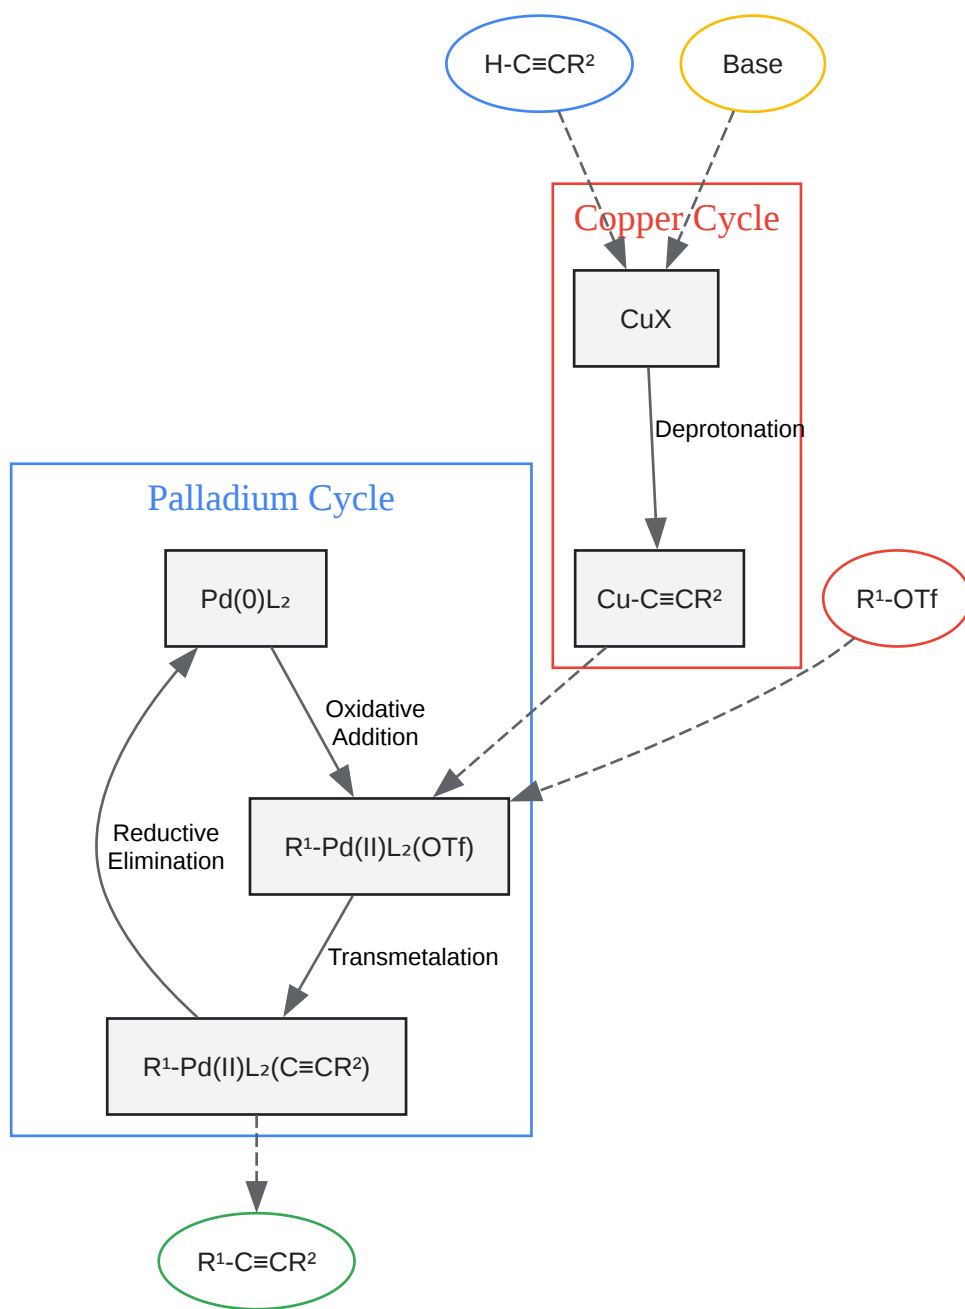 H-C≡CR²
Base
Copper Cycle
CuX
Deprotonation
Palladium Cycle
Pd(0)L₂
Cu-C≡CR²
R¹-OTf
Oxidative
Addition
Reductive
Elimination
R¹-Pd(II)L₂(OTf)
Transmetalation
R¹-Pd(II)L₂(C≡CR²)
R¹-C≡CR²